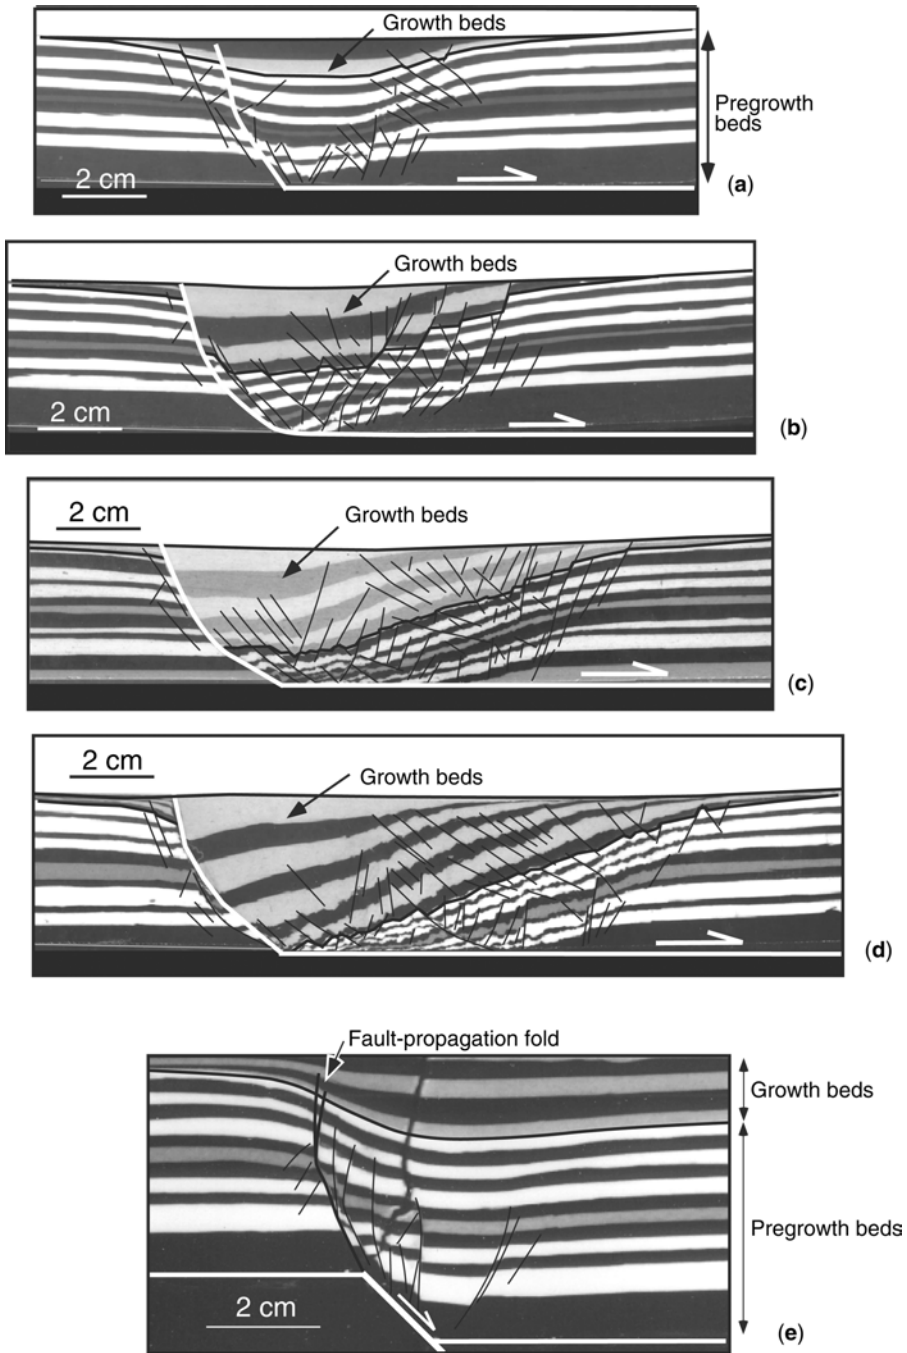 Growth beds
Pregrowth
beds
2 cm
(a)
Growth beds
2 cm
(b)
2 cm
Growth beds
(c)
2 cm
Growth beds
(d)
Fault-propagation fold
Growth beds
Pregrowth beds
2 cm
(e)